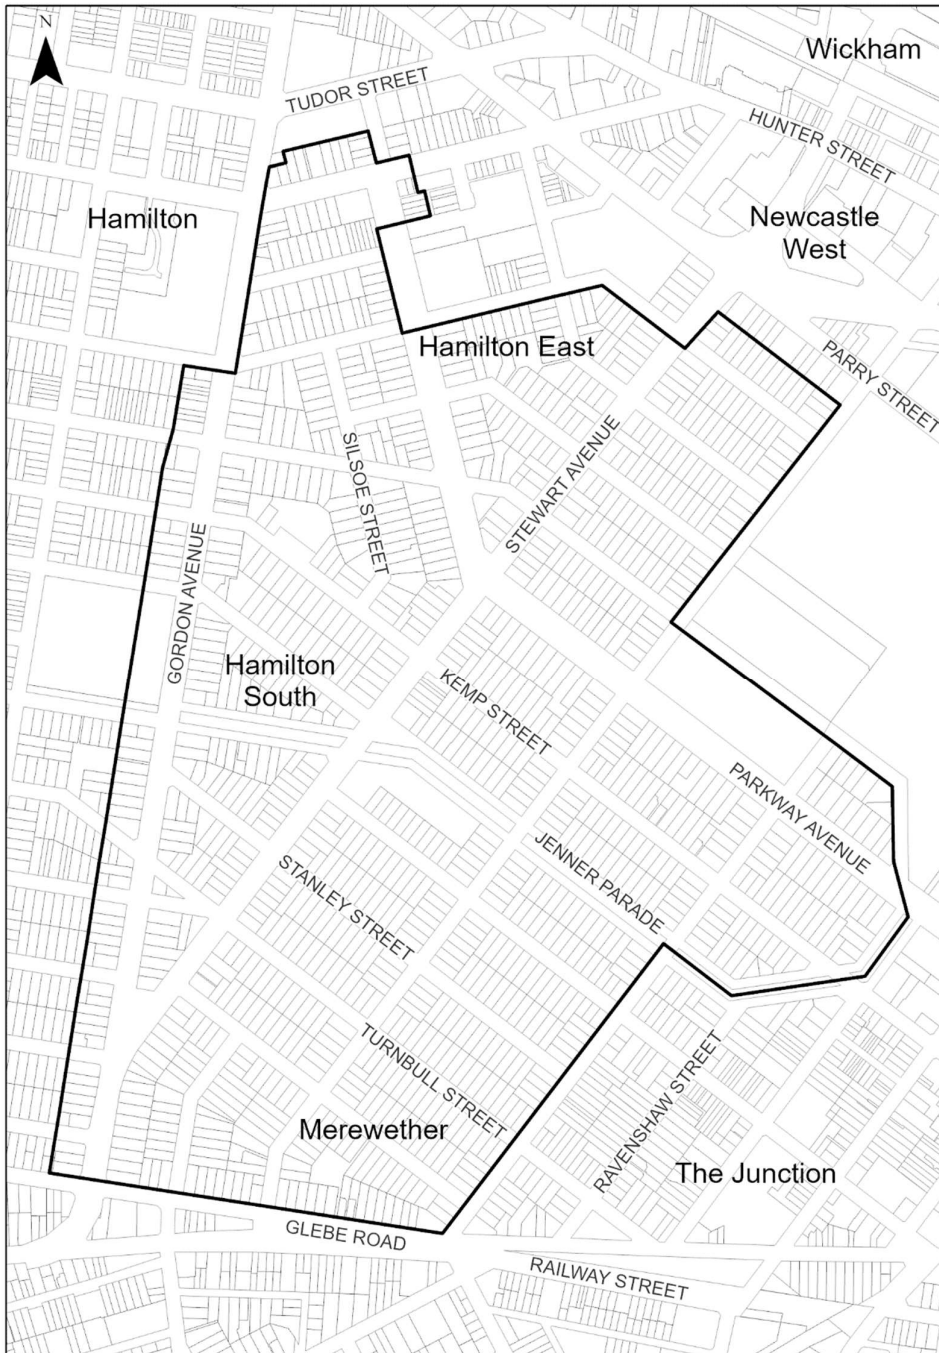 N
Wickham
TUDOR STREET
HUNTER STREET
Hamilton
Newcastle
West
Hamilton East
PARRY STREET
SILSOE STREET
STEWART AVENUE
GORDON AVENUE
Hamilton
South
KEMP STREET
PARKWAY AVENUE
JENNER PARADE
STANLEY STREET
TURNBULL STREET
RAVENSHAW STREET
Merewether
The Junction
GLEBE ROAD
RAILWAY STREET